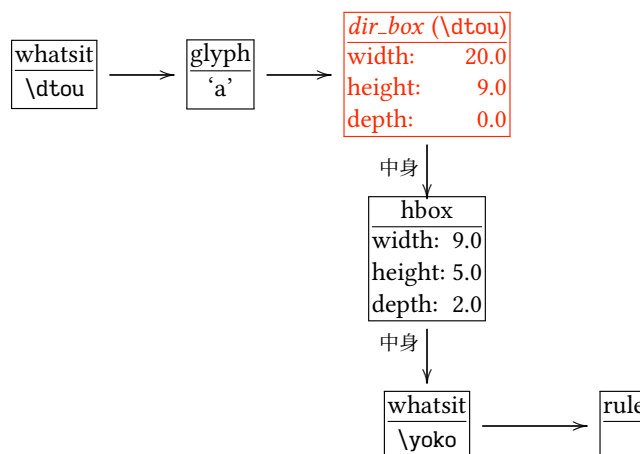 whatsit
\dtou
glyph
‘a’
dir_box (\dtou)
width: 20.0
height: 9.0
depth: 0.0
中身
hbox
width: 9.0
height: 5.0
depth: 2.0
中身
whatsit
\yoko
rule